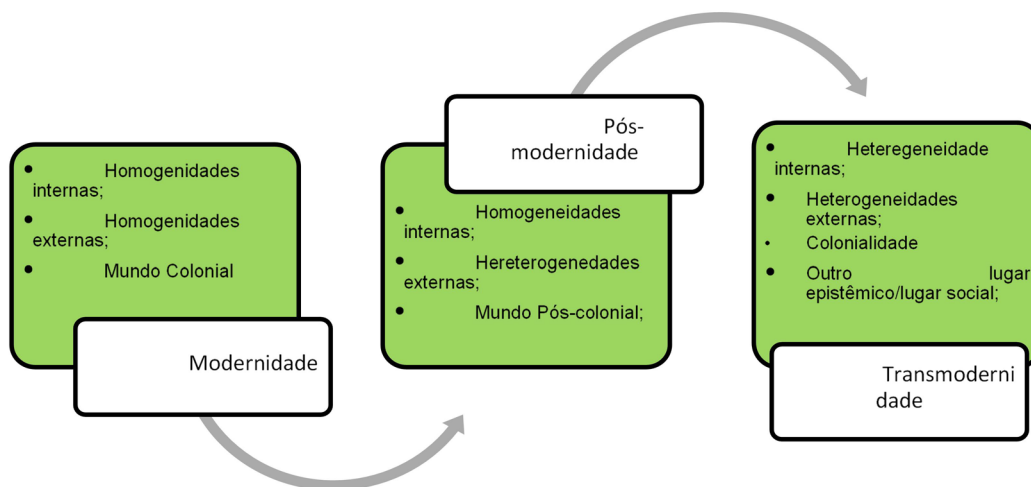 • Homogenidades
internas;
• Homogenidades
externas;
• Mundo Colonial
Modernidade
Pós-
modernidade
• Homogeneidades
internas;
• Hereterogenedades
externas;
• Mundo Pós-colonial;
• Heteregeneidade
internas;
• Heterogeneidades
externas;
• Colonialidade
• Outro lugar
epistêmico/lugar social;
Transmoderni
dade